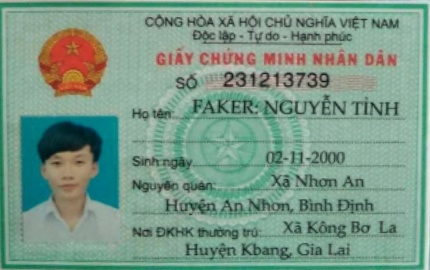 CỘNG HÒA XÃ HỘI CHỦ NGHĨA VIỆT NAM
Độc lập - Tự do - Hạnh phúc
GIẤY CHỨNG MINH NHÂN DÂN
SỐ 231213739
Họ tên: FAKER: NGUYỄN TỈNH
Sinh ngày 02-11-2000
Nguyên quán: Xã Nhơn An
Huyện An Nhơn, Bình Định
Nơi ĐKHK thường trú: Xã Kông Bơ La
Huyện Kbang, Gia Lai